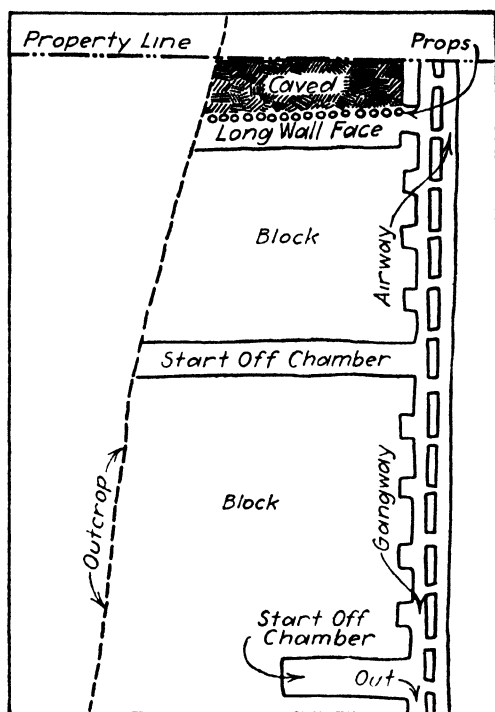 Property Line
Props
Caved
Long Wall Face
Block
Airway
Start Off Chamber
Outcrop
Block
Gangway
Start Off
Chamber
Out